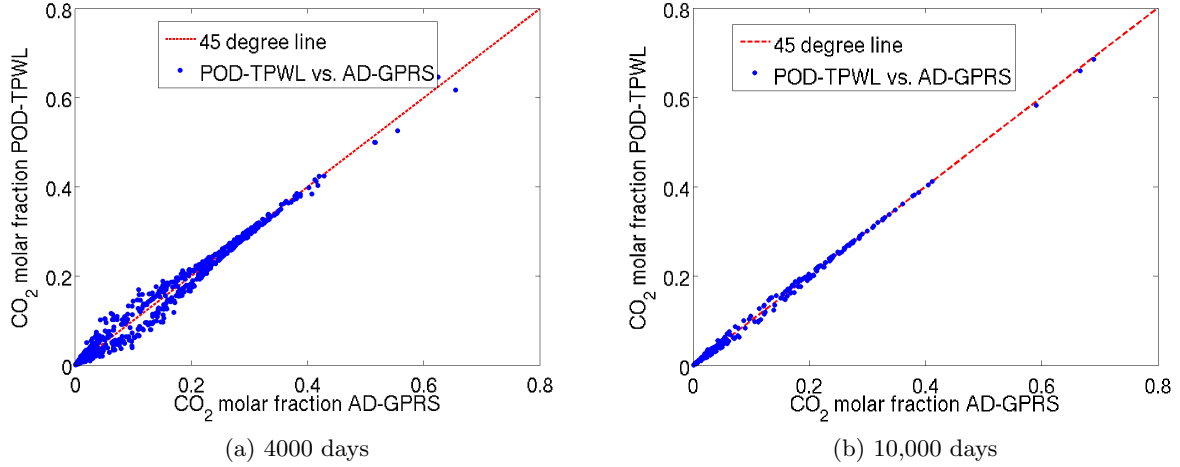 0.8
0.6
0.4
0.2
0
0
0.2
0.4
0.6
0.8
CO2 molar fraction POD-TPWL
CO2 molar fraction AD-GPRS
45 degree line
POD-TPWL vs. AD-GPRS
(a) 4000 days
0.8
0.6
0.4
0.2
0
0
0.2
0.4
0.6
0.8
CO2 molar fraction POD-TPWL
CO2 molar fraction AD-GPRS
45 degree line
POD-TPWL vs. AD-GPRS
(b) 10,000 days